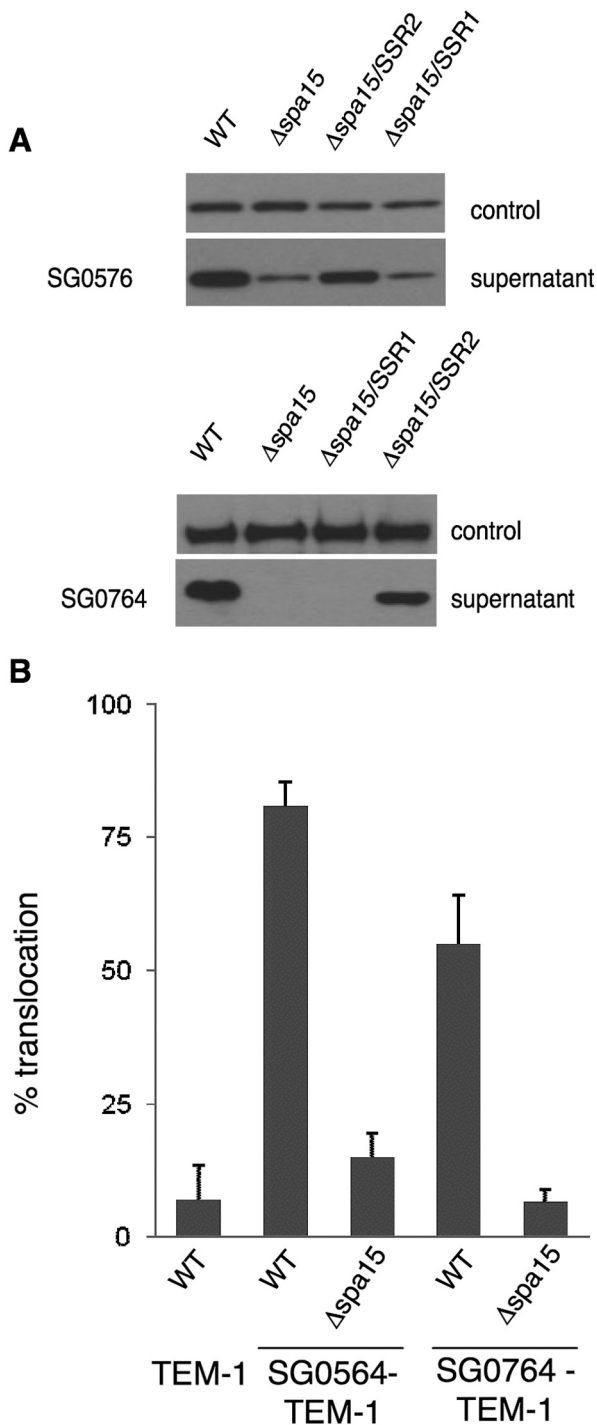 A
WT Δspa15 Δspa15/SSR2 Δspa15/SSR1
control
SG0576 supernatant
WT Δspa15 Δspa15/SSR1 Δspa15/SSR2
control
SG0764 supernatant
B
100
75
50
25
0
% translocation
WT WT Δspa15 WT Δspa15
TEM-1 SG0564- SG0764 -
TEM-1 TEM-1